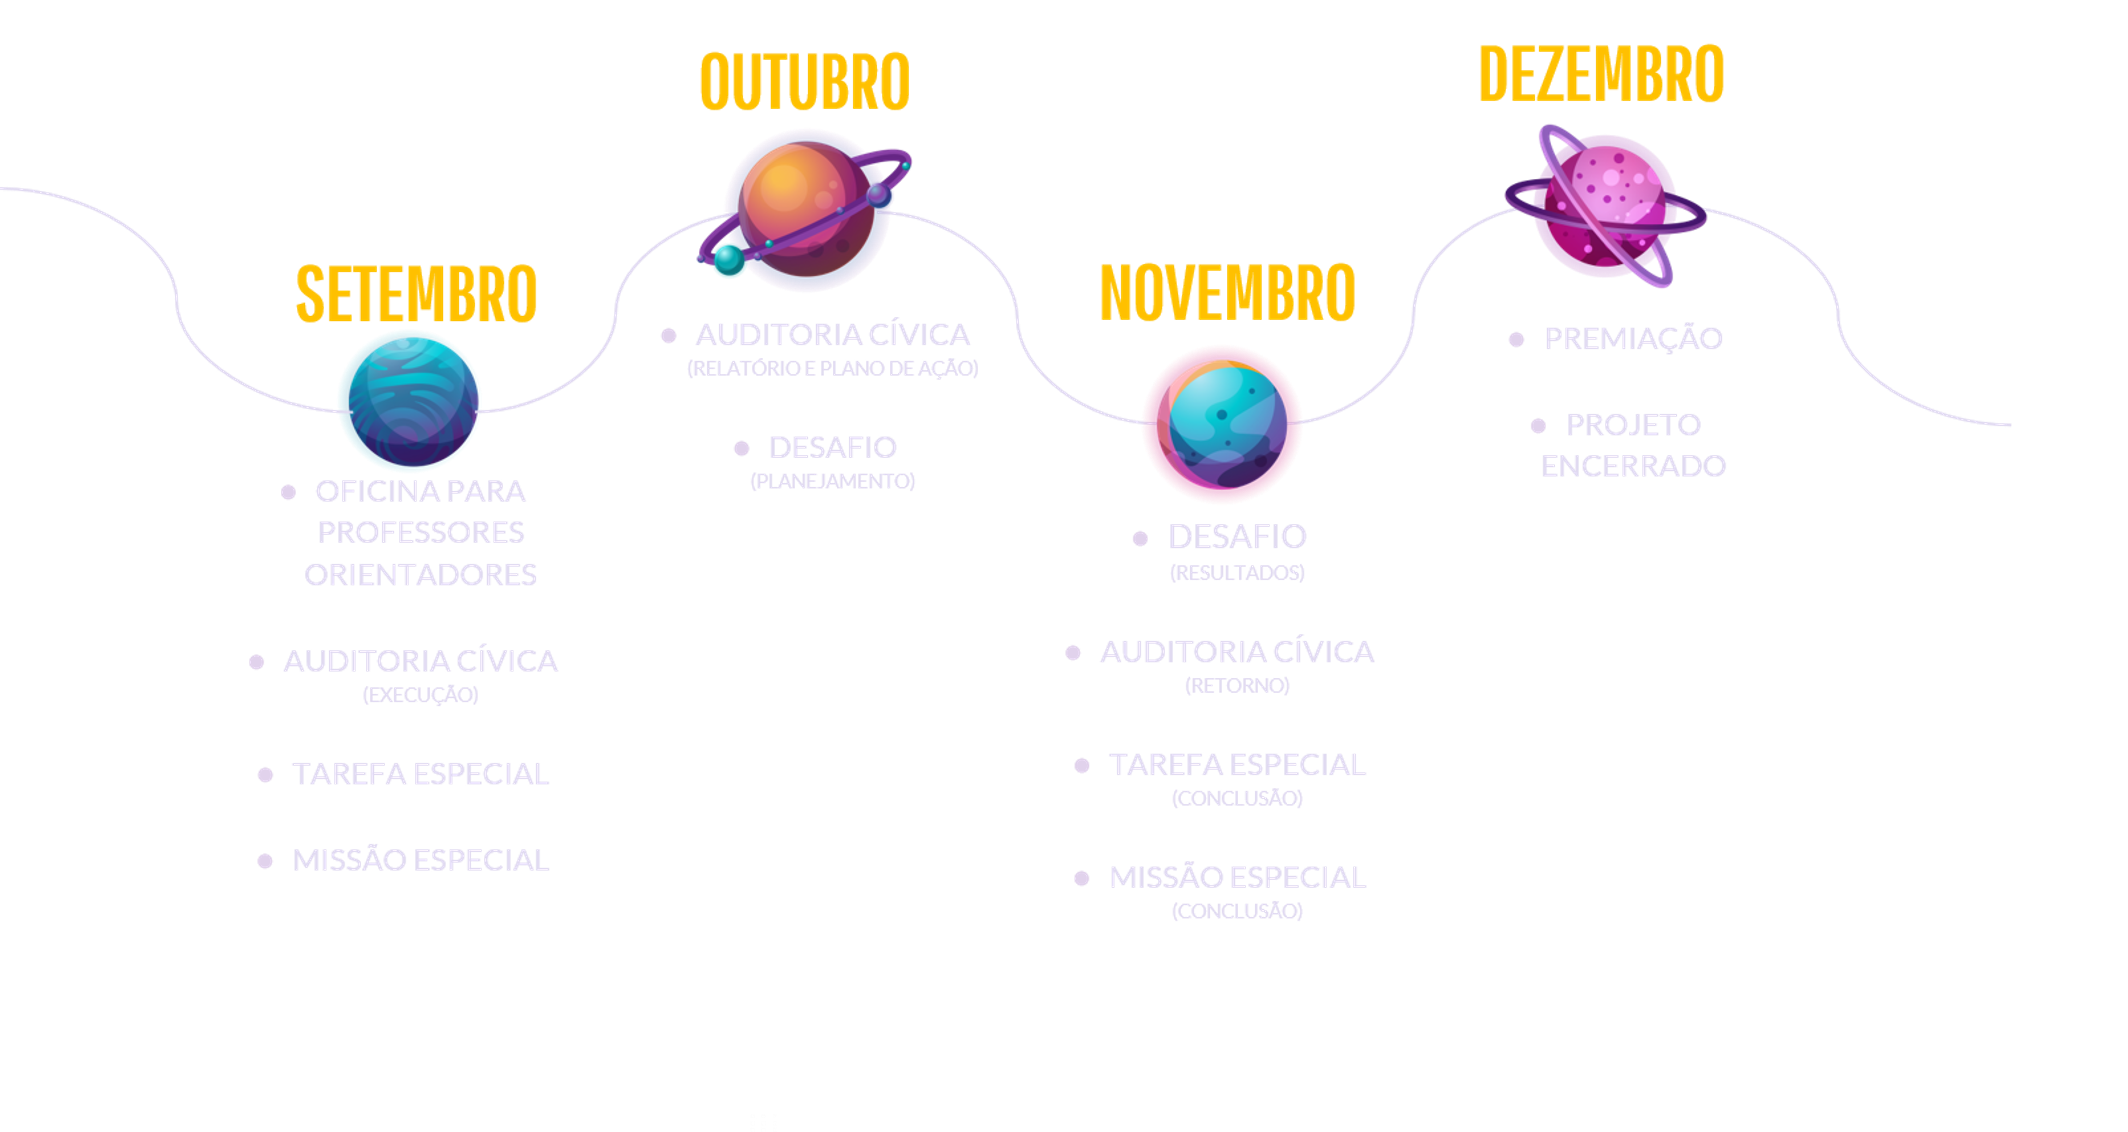 SETEMBRO
OFICINA PARA
PROFESSORES
ORIENTADORES
AUDITORIA CÍVICA
(EXECUÇÃO)
TAREFA ESPECIAL
MISSÃO ESPECIAL
OUTUBRO
AUDITORIA CÍVICA
(RELATÓRIO E PLANO DE AÇÃO)
DESAFIO
(PLANEJAMENTO)
NOVEMBRO
DESAFIO
(RESULTADOS)
AUDITORIA CÍVICA
(RETORNO)
TAREFA ESPECIAL
(CONCLUSÃO)
MISSÃO ESPECIAL
(CONCLUSÃO)
DEZEMBRO
PREMIAÇÃO
PROJETO
ENCERRADO